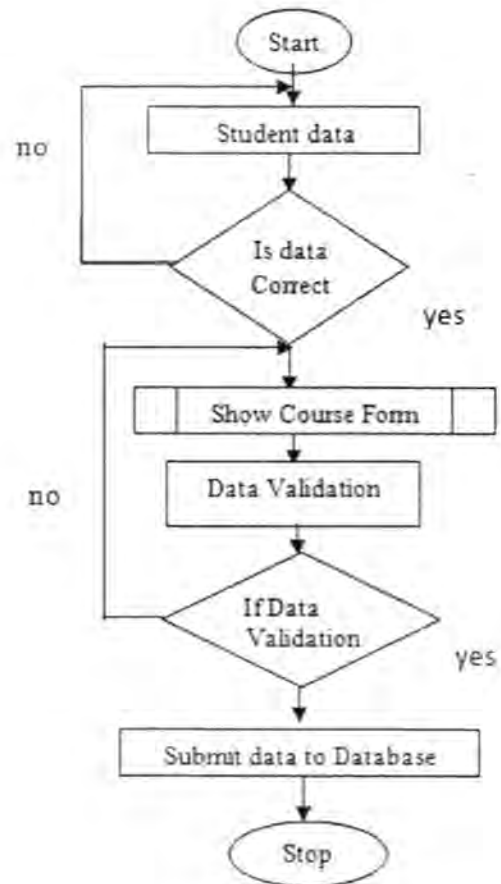 Start
Student data
no
Is data
Correct
yes
Show Course Form
Data Validation
no
If Data
Validation
yes
Submit data to Database
Stop